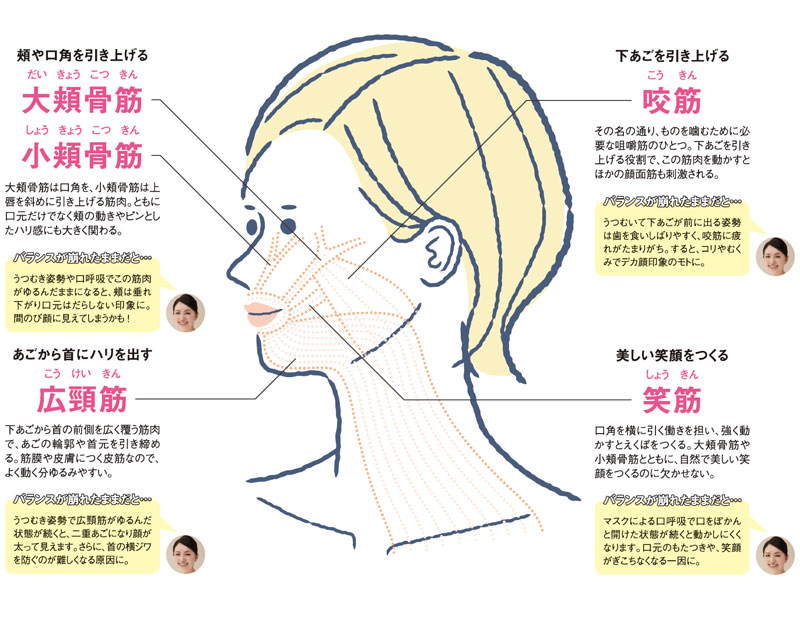 頬や口角を引き上げる
だい きょう こつ きん
大頬骨筋
しょう きょう こつ きん
小頬骨筋
大頬骨筋は口角を、小頬骨筋は上
唇を斜めに引き上げる筋肉。ともに
口元だけでなく頬の動きやピンとし
たハリ感にも大きく関わる。
バランスが崩れたままだと…
うつむき姿勢や口呼吸でこの筋肉
がゆるんだままになると、頬は垂れ
下がり口元はだらしない印象に。
間のび顔に見えてしまうかも！
あごから首にハリを出す
こう けい きん
広頸筋
下あごから首の前側を広く覆う筋肉
で、あごの輪郭や首元を引き締め
る。筋膜や皮膚につく皮筋なので、
よく動く分ゆるみやすい。
バランスが崩れたままだと…
うつむき姿勢で広頸筋がゆるんだ
状態が続くと、二重あごになり顔が
太って見えます。さらに、首の横ジワ
を防ぐのが難しくなる原因に。
下あごを引き上げる
こう きん
咬筋
その名の通り、ものを噛むために必
要な咀嚼筋のひとつ。下あごを引き
上げる役割で、この筋肉を動かすと
ほかの顔面筋も刺激される。
バランスが崩れたままだと…
うつむいて下あごが前に出る姿勢
は歯を食いしばりやすく、咬筋に疲
れがたまりがち。すると、コリやむく
みでデカ顔印象のモトに。
美しい笑顔をつくる
しょう きん
笑筋
口角を横に引く働きを担い、強く動
かすとえくぼをつくる。大頬骨筋や
小頬骨筋とともに、自然で美しい笑
顔をつくるのに欠かせない。
バランスが崩れたままだと…
マスクによる口呼吸で口をぽかん
と開けた状態が続くと動かしにくく
なります。口元のもたつきや、笑顔
がぎこちなくなる一因に。